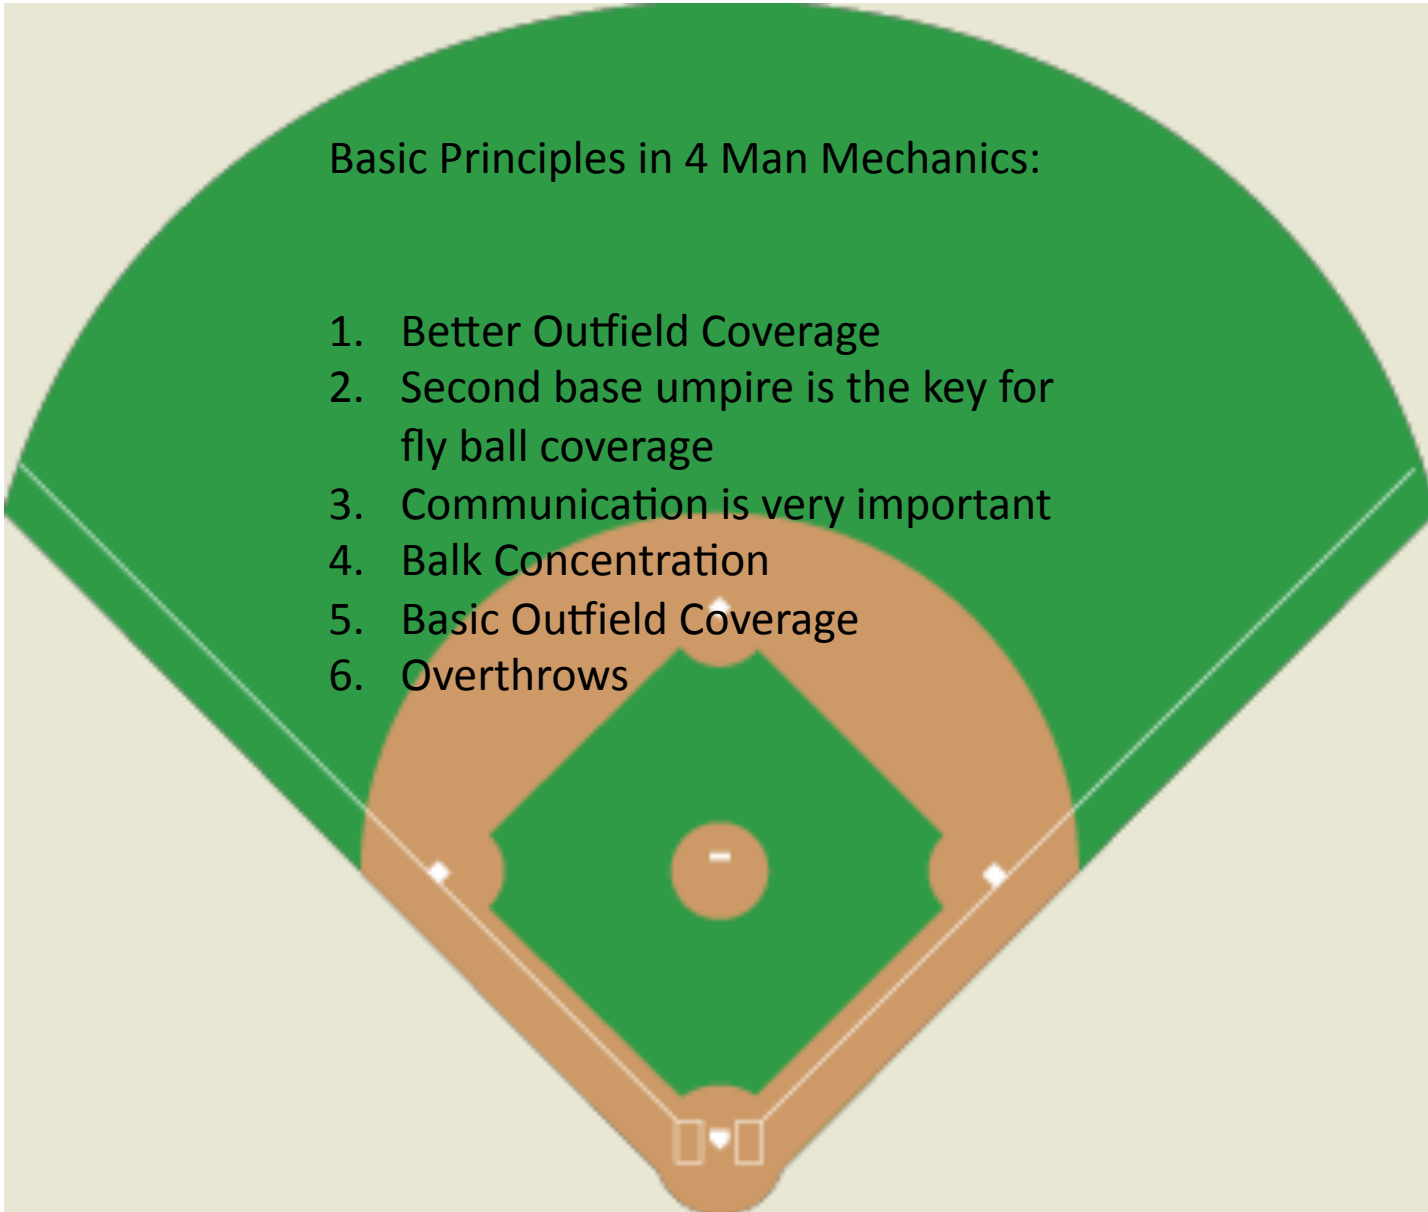 Basic Principles in 4 Man Mechanics:
1. Better Outfield Coverage
2. Second base umpire is the key for
fly ball coverage
3. Communication is very important
4. Balk Concentration
5. Basic Outfield Coverage
6. Overthrows